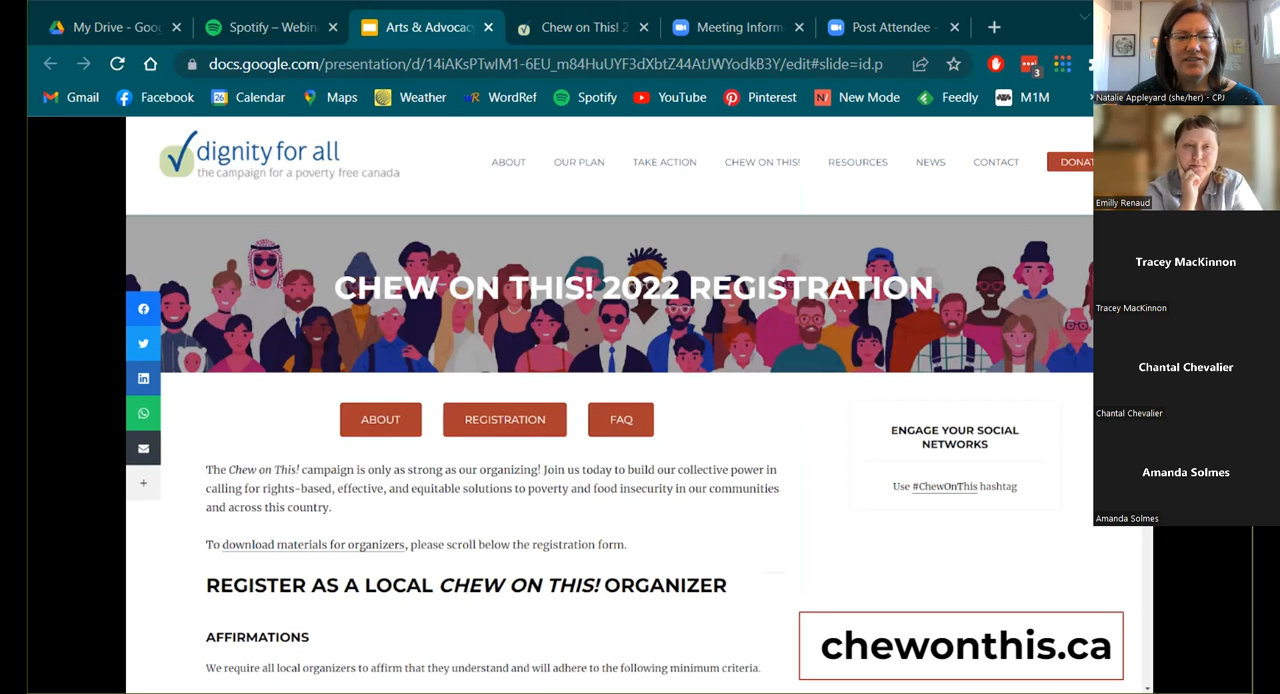 My Drive - Goo
Spotify – Webin
Arts & Advocac
Chew on This! 2
Meeting Inform
Post Attendee -
docs.google.com/presentation/d/14iAKsPTwIM1-6EU_m84HuUYF3dXbtZ44AtJWYodkB3Y/edit#slide=id.p
3
Gmail
Facebook
26
Calendar
Maps
Weather
WordRef
Spotify
YouTube
Pinterest
New Mode
Feedly
M1M
dignity for all
the campaign for a poverty free canada
ABOUT
OUR PLAN
TAKE ACTION
CHEW ON THIS!
RESOURCES
NEWS
CONTACT
DONAT
CHEW ON THIS! 2022 REGISTRATION
ABOUT
REGISTRATION
FAQ
The Chew on This! campaign is only as strong as our organizing! Join us today to build our collective power in
calling for rights-based, effective, and equitable solutions to poverty and food insecurity in our communities
and across this country.
To download materials for organizers, please scroll below the registration form.
REGISTER AS A LOCAL CHEW ON THIS! ORGANIZER
AFFIRMATIONS
We require all local organizers to affirm that they understand and will adhere to the following minimum criteria.
ENGAGE YOUR SOCIAL
NETWORKS
Use #ChewOnThis hashtag
chewonthis.ca
Natalie Appleyard (she/her) - CPJ
Emilly Renaud
Tracey MacKinnon
Tracey MacKinnon
Chantal Chevalier
Chantal Chevalier
Amanda Solmes
Amanda Solmes